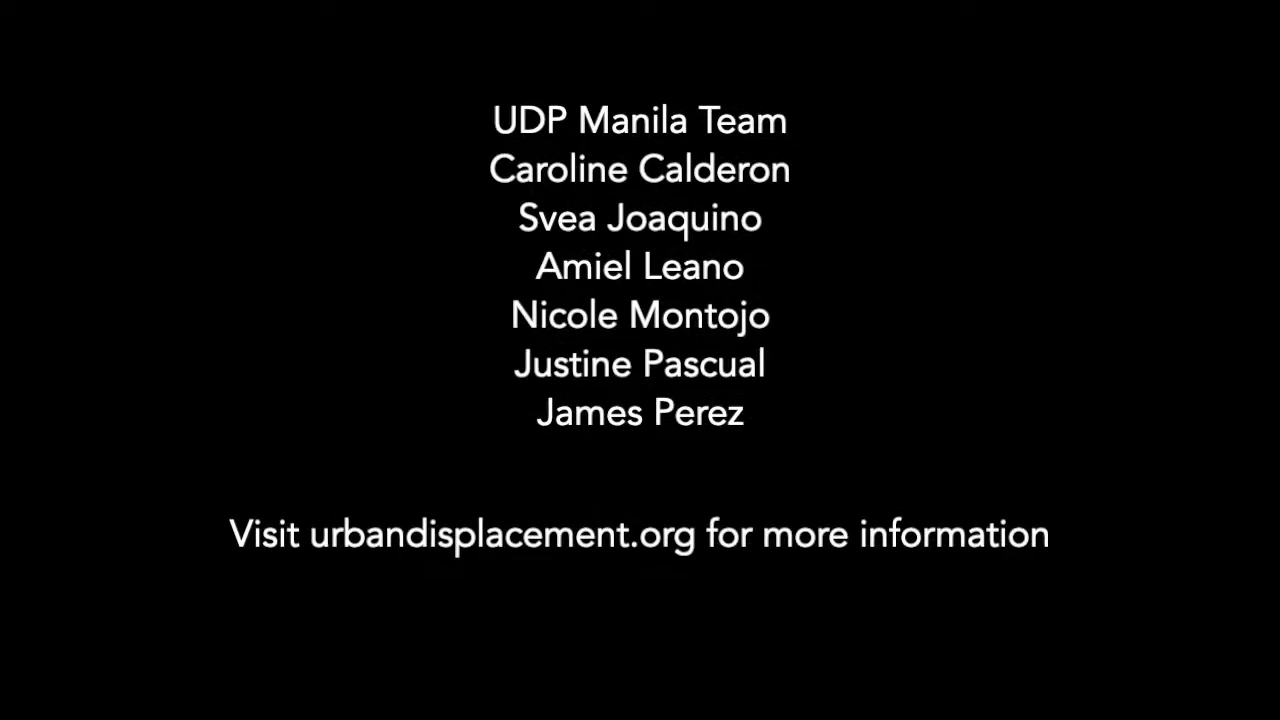 UDP Manila Team
Caroline Calderon
Svea Joaquino
Amiel Leano
Nicole Montojo
Justine Pascual
James Perez
Visit urbandisplacement.org for more information